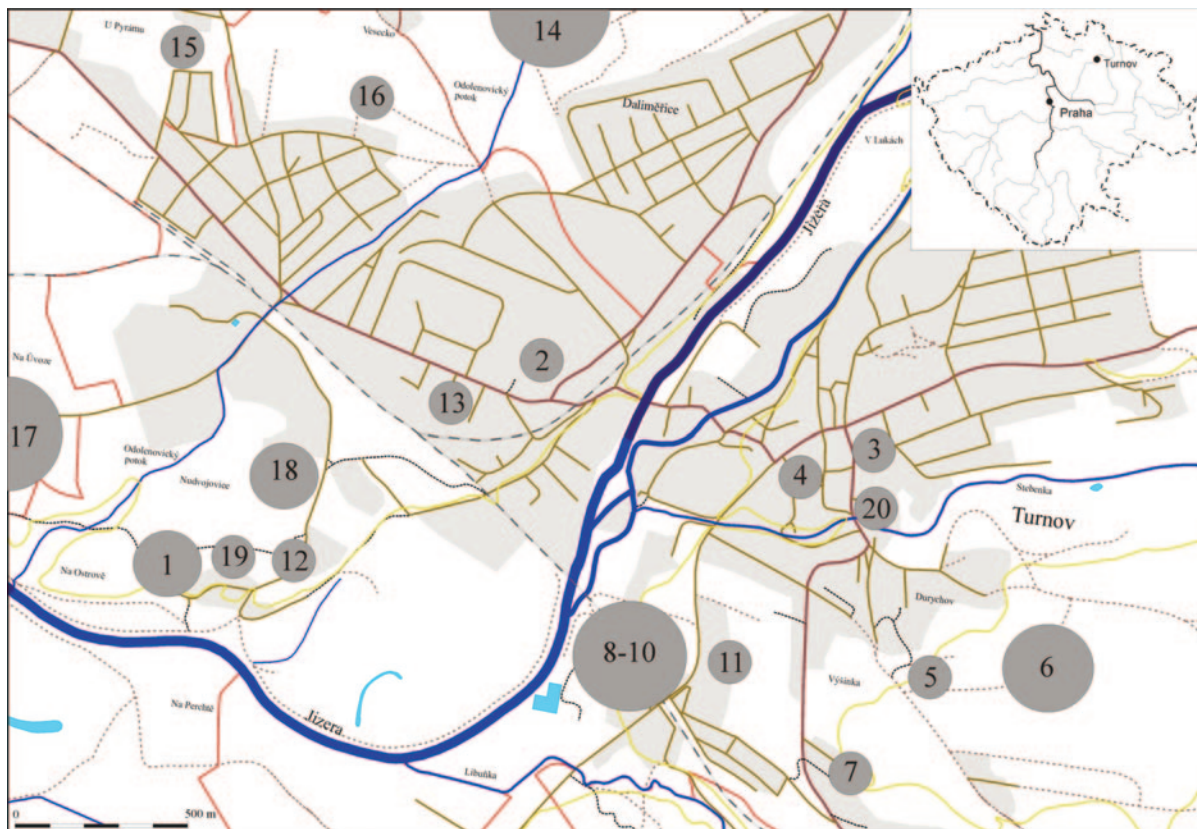 U Pyramu
15
Vesecko
14
16
Odolenovický
potok
Daliměřice
V Lukách
Turnov
Praha
Jizera
Na Úvoze
2
13
17
3
Odolenovický
potok
18
4
Nudvojovice
Stebenka
20
Turnov
1
19
12
Na Ostrově
Durychov
8-10
11
5
6
Výšinka
Na Perchtě
Jizera
7
Libuňka
0
500 m